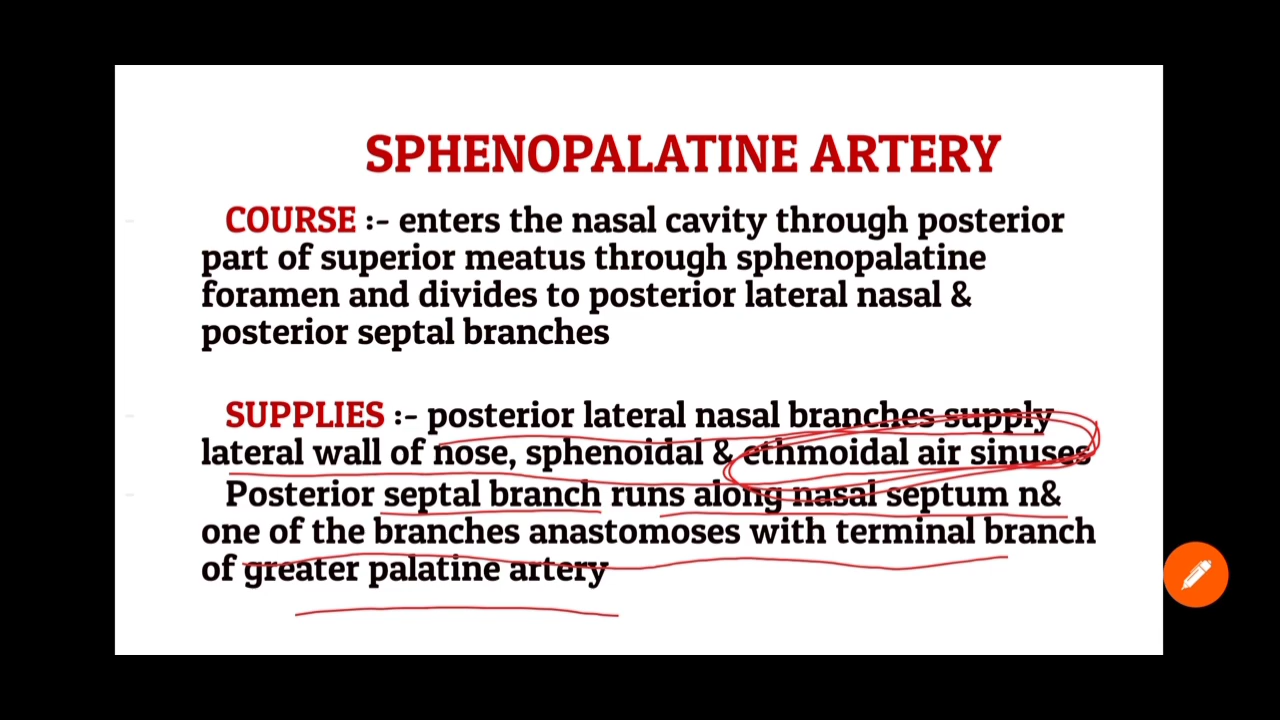 SPHENOPALATINE ARTERY
COURSE :- enters the nasal cavity through posterior
part of superior meatus through sphenopalatine
foramen and divides to posterior lateral nasal &
posterior septal branches
SUPPLIES :- posterior lateral nasal branches supply
lateral wall of nose, sphenoidal & ethmoidal air sinuses
Posterior septal branch runs along nasal septum n&
one of the branches anastomoses with terminal branch
of greater palatine artery